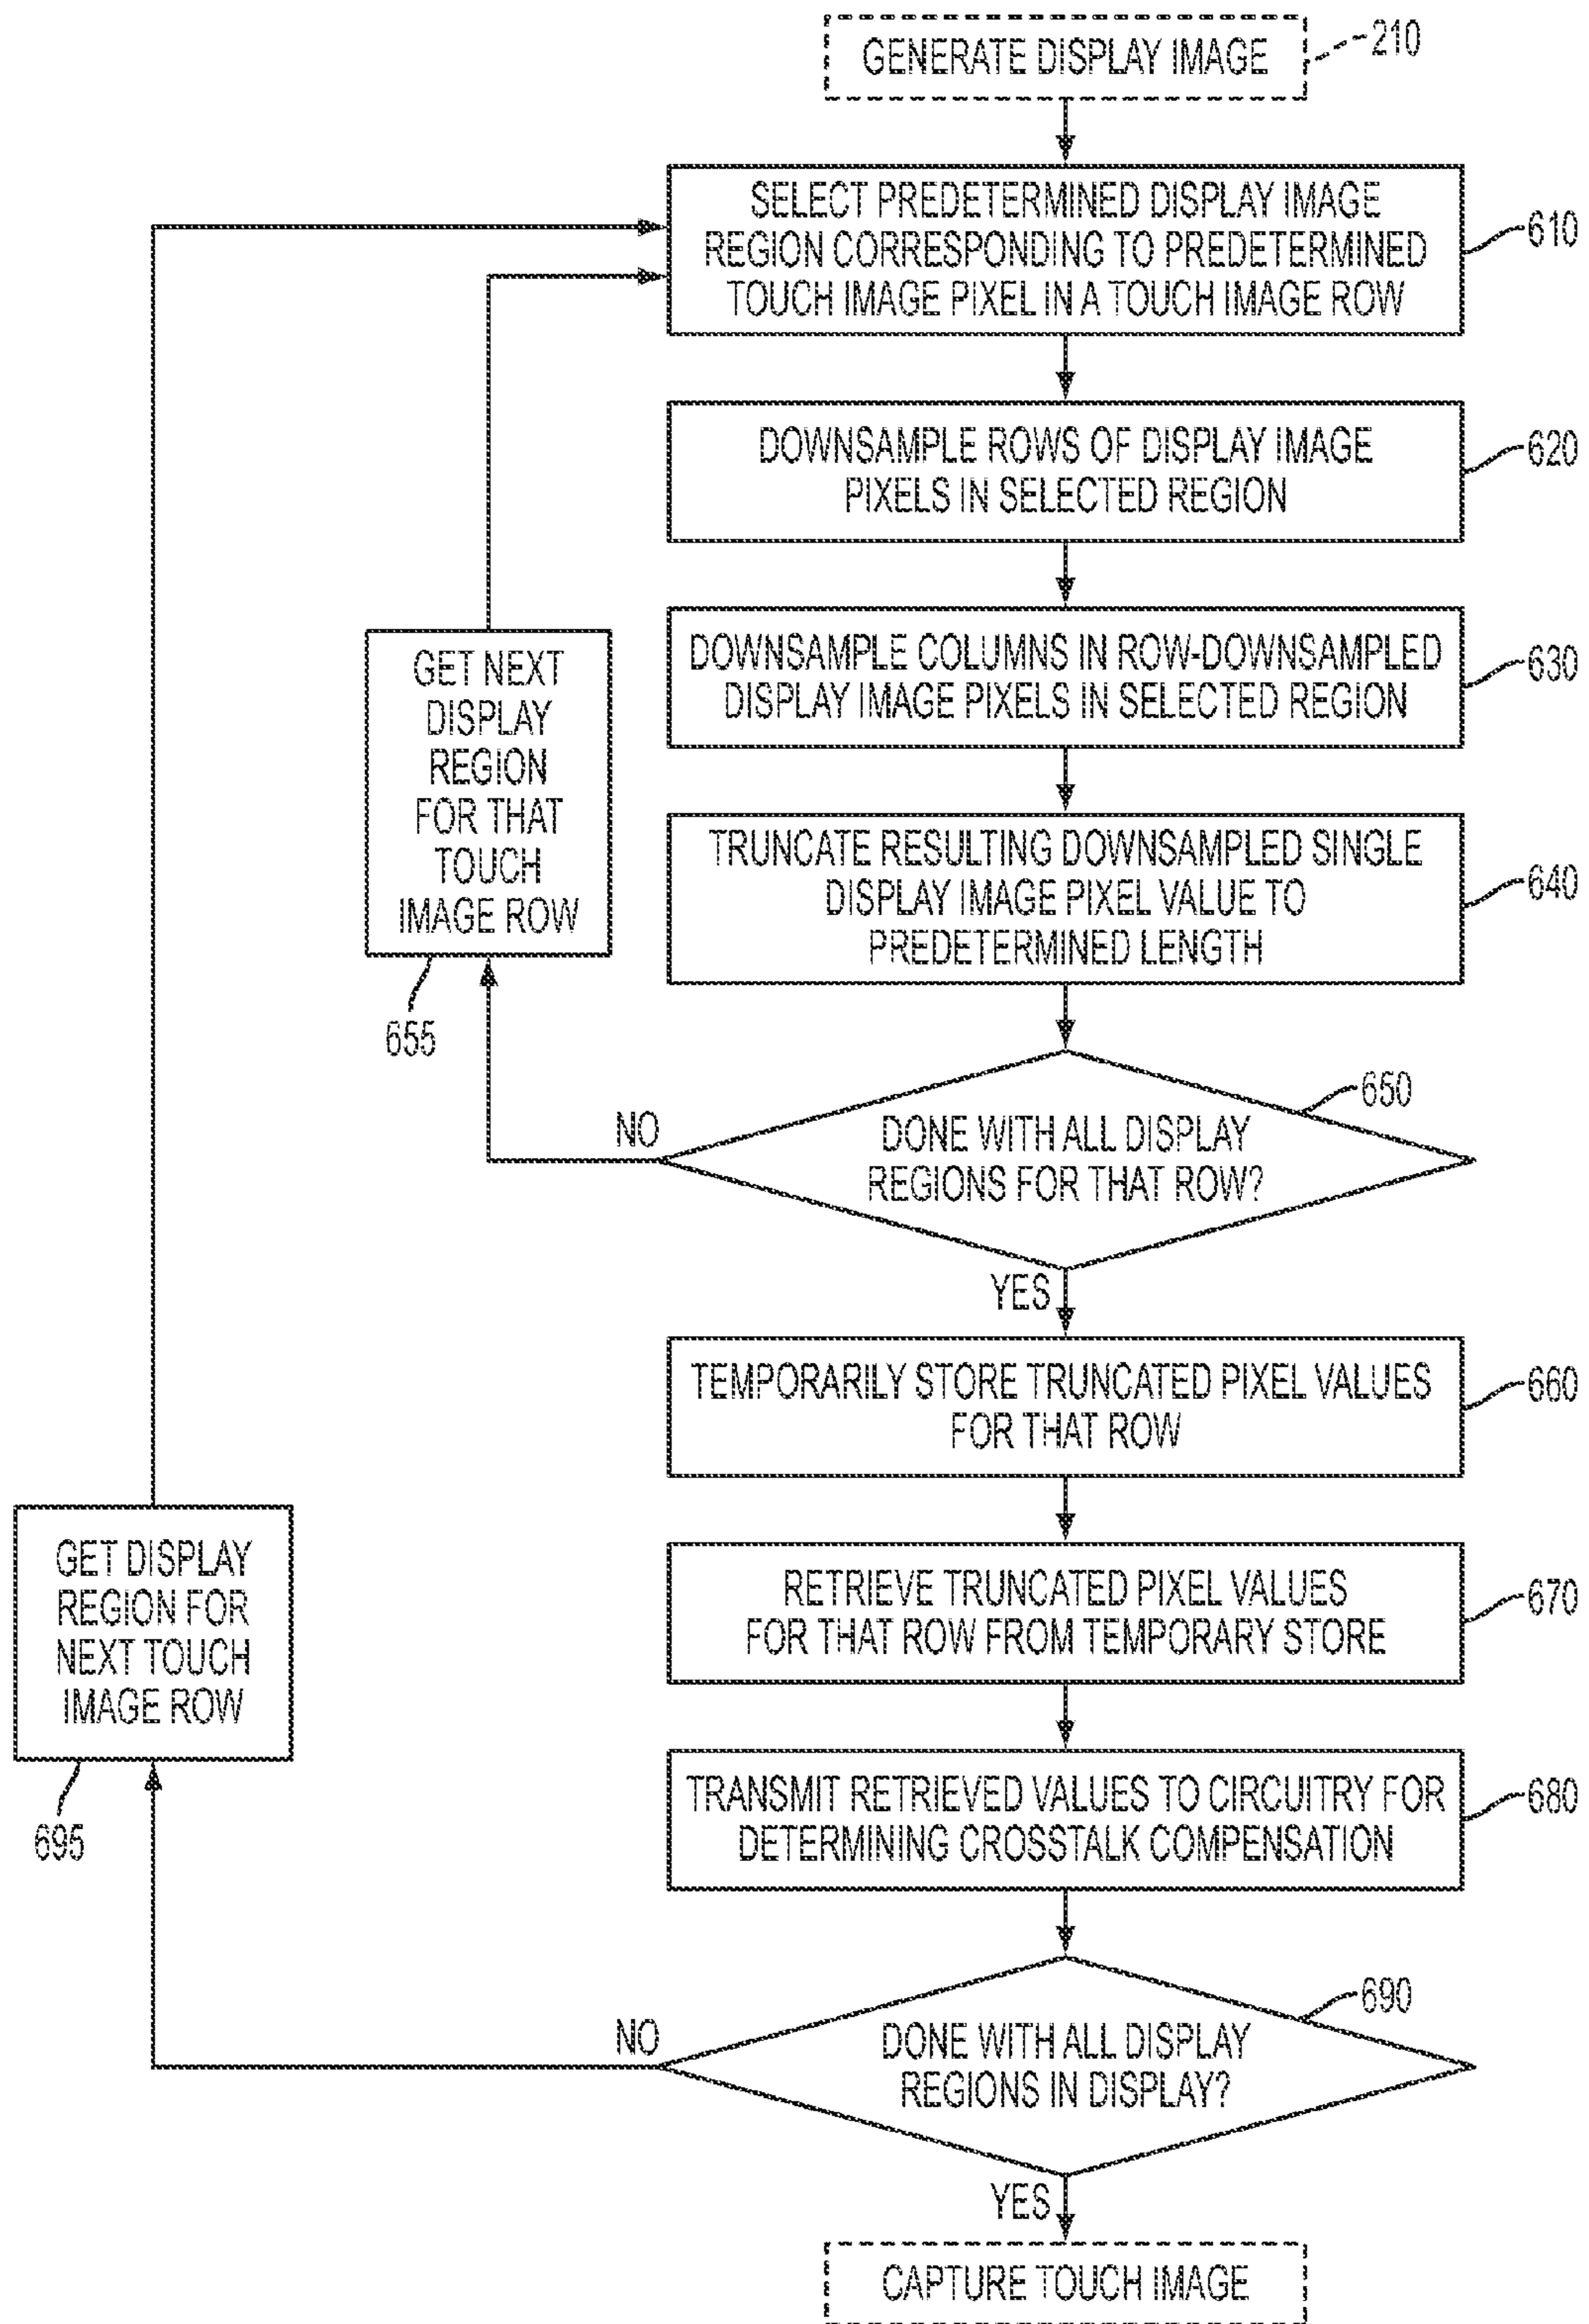 GENERATE DISPLAY IMAGE
210
SELECT PREDETERMINED DISPLAY IMAGE
REGION CORRESPONDING TO PREDETERMINED
TOUCH IMAGE PIXEL IN A TOUCH IMAGE ROW
610
DOWNSAMPLE ROWS OF DISPLAY IMAGE
PIXELS IN SELECTED REGION
620
DOWNSAMPLE COLUMNS IN ROW-DOWNSAMPLED
DISPLAY IMAGE PIXELS IN SELECTED REGION
630
GET NEXT
DISPLAY
REGION
FOR THAT
TOUCH
IMAGE ROW
655
TRUNCATE RESULTING DOWNSAMPLED SINGLE
DISPLAY IMAGE PIXEL VALUE TO
PREDETERMINED LENGTH
640
DONE WITH ALL DISPLAY
REGIONS FOR THAT ROW?
650
NO
YES
TEMPORARILY STORE TRUNCATED PIXEL VALUES
FOR THAT ROW
660
RETRIEVE TRUNCATED PIXEL VALUES
FOR THAT ROW FROM TEMPORARY STORE
670
GET DISPLAY
REGION FOR
NEXT TOUCH
IMAGE ROW
695
TRANSMIT RETRIEVED VALUES TO CIRCUITRY FOR
DETERMINING CROSSTALK COMPENSATION
680
DONE WITH ALL DISPLAY
REGIONS IN DISPLAY?
690
NO
YES
CAPTURE TOUCH IMAGE